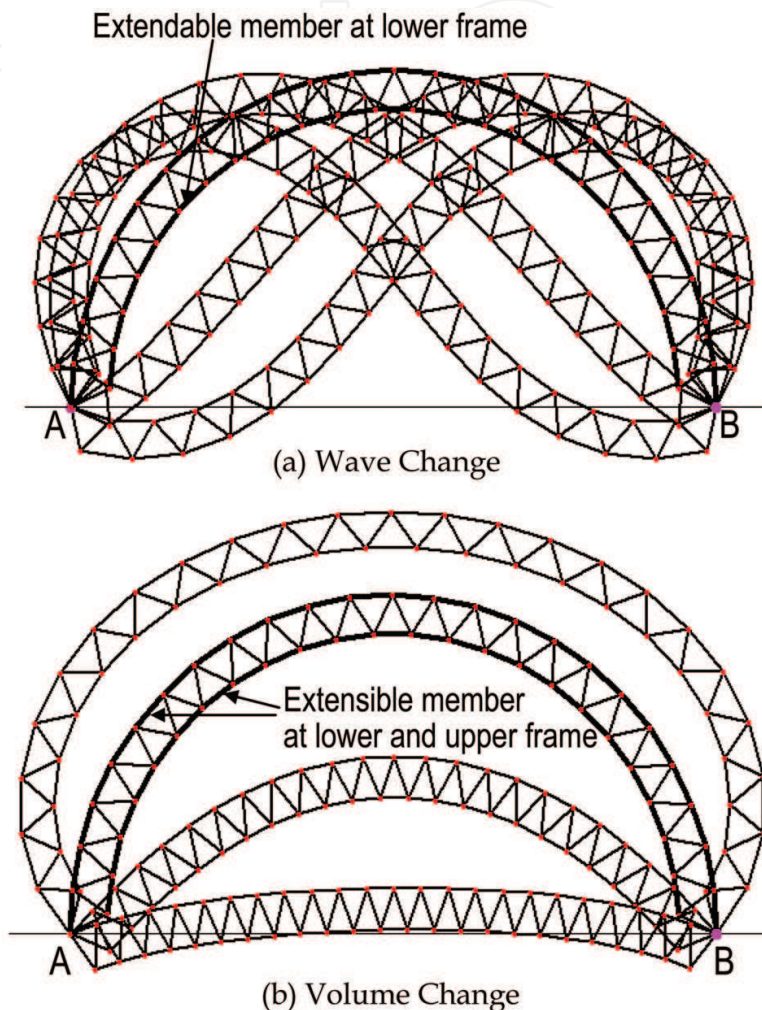 Extendable member at lower frame
A
B
(a) Wave Change
Extensible member
at lower and upper frame
A
B
(b) Volume Change